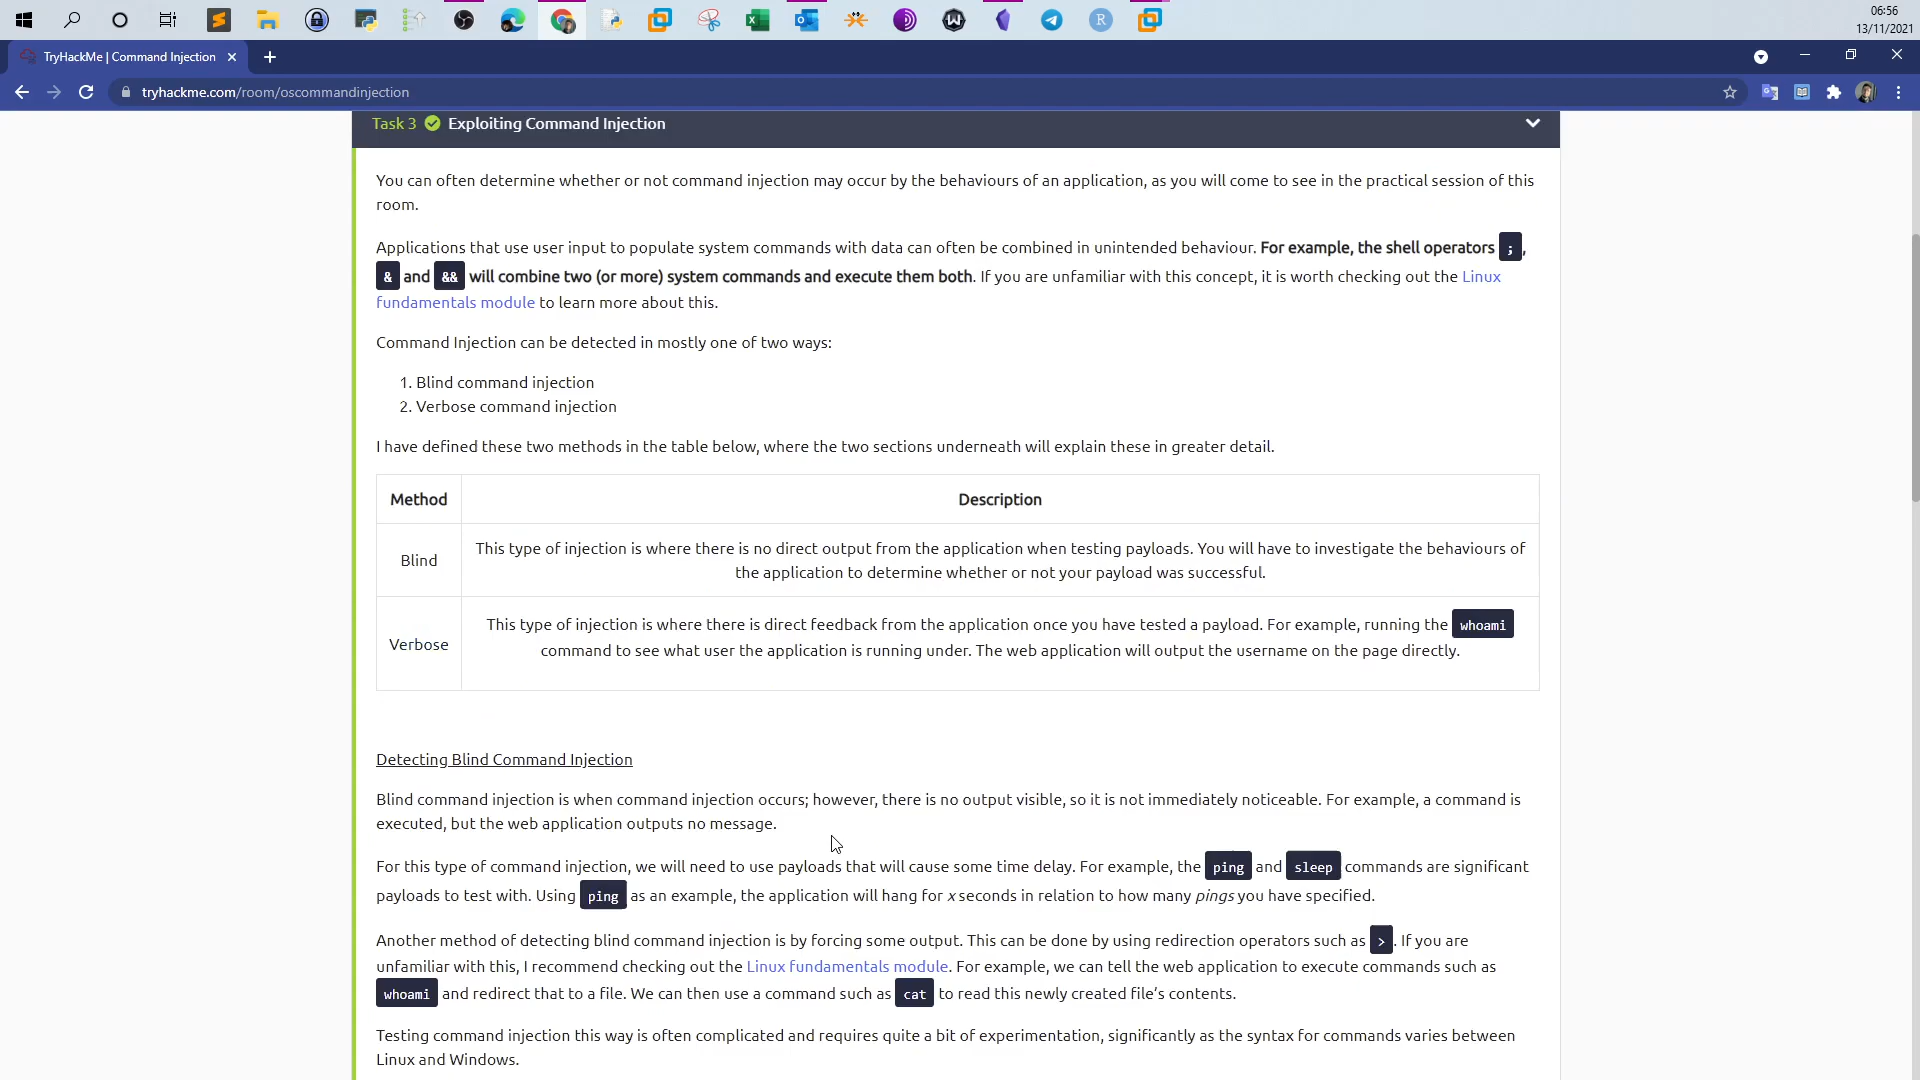 06:56
13/11/2021
TryHackMe | Command Injection
tryhackme.com/room/oscommandinjection
Task 3 Exploiting Command Injection
You can often determine whether or not command injection may occur by the behaviours of an application, as you will come to see in the practical session of this
room.
Applications that use user input to populate system commands with data can often be combined in unintended behaviour. For example, the shell operators ; ,
& and && will combine two (or more) system commands and execute them both. If you are unfamiliar with this concept, it is worth checking out the Linux
fundamentals module to learn more about this.
Command Injection can be detected in mostly one of two ways:
1. Blind command injection
2. Verbose command injection
I have defined these two methods in the table below, where the two sections underneath will explain these in greater detail.
Method Description
Blind This type of injection is where there is no direct output from the application when testing payloads. You will have to investigate the behaviours of
the application to determine whether or not your payload was successful.
Verbose This type of injection is where there is direct feedback from the application once you have tested a payload. For example, running the whoami
command to see what user the application is running under. The web application will output the username on the page directly.
Detecting Blind Command Injection
Blind command injection is when command injection occurs; however, there is no output visible, so it is not immediately noticeable. For example, a command is
executed, but the web application outputs no message.
For this type of command injection, we will need to use payloads that will cause some time delay. For example, the ping and sleep commands are significant
payloads to test with. Using ping as an example, the application will hang for x seconds in relation to how many pings you have specified.
Another method of detecting blind command injection is by forcing some output. This can be done by using redirection operators such as > . If you are
unfamiliar with this, I recommend checking out the Linux fundamentals module. For example, we can tell the web application to execute commands such as
whoami and redirect that to a file. We can then use a command such as cat to read this newly created file’s contents.
Testing command injection this way is often complicated and requires quite a bit of experimentation, significantly as the syntax for commands varies between
Linux and Windows.